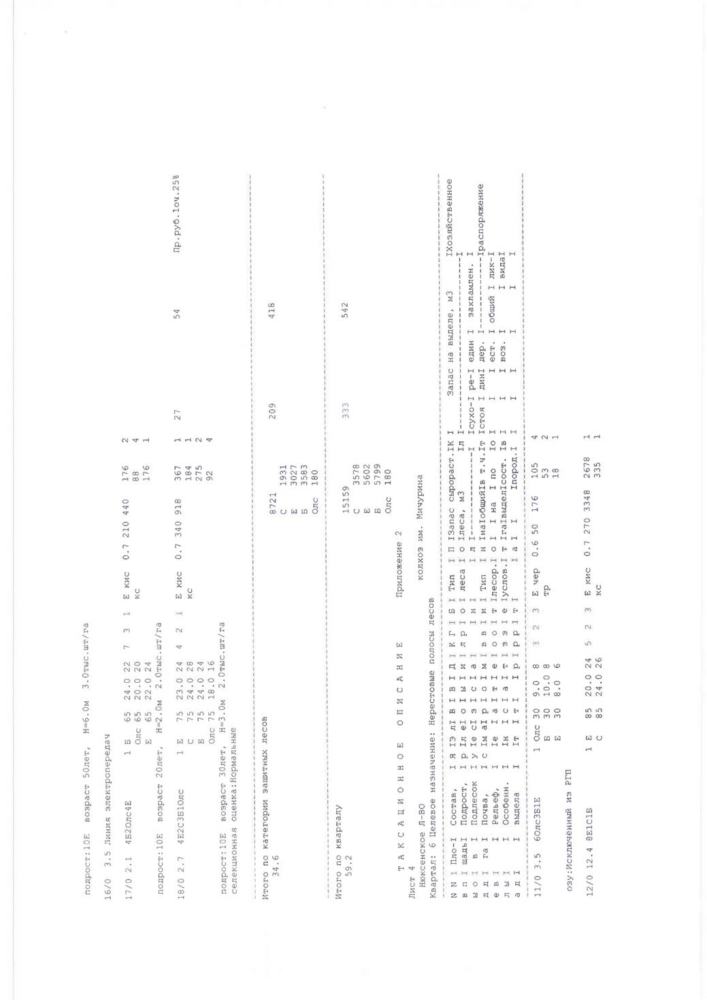 подрост:10Е  возраст 50лет,  Н=6.0м  3.0тыс.шт/га
16/0  3.5 Линия электропередач
17/0 2.1  4Б2Олс4Е  1 Б  65  24.0 22  7  3  1  Е кис  0.7 210 440  176  2
Олс 65  20.0 20  кс  88  4
Е  65  22.0 24  176  1
подрост:10Е  возраст 20лет,  Н=2.0м  2.0тыс.шт/га
18/0 2.7  4Е2С3Б1Олс  1 Е  75  23.0 24  4  2  1  Е кис  0.7 340 918  367  1  27  54  Пр.руб.1оч.25%
С  75  24.0 28  кс  184  1
Б  75  24.0 24  275  2
Олс 75  18.0 16  92  4
подрост:10Е  возраст 30лет,  Н=3.0м  2.0тыс.шт/га
селекционная оценка:Нормальные
Итого по категории защитных лесов
34.6  8721  209  418
С  1931
Е  3027
Б  3583
Олс  180
Итого по кварталу
59.2  15159  333  542
С  3578
Е  5602
Б  5799
Олс  180
Т А К С А Ц И О Н Н О Е  О П И С А Н И Е  Приложение 2
Лист  4
Нюксенское Л-ВО  колхоз им. Мичурина
Квартал: 6 Целевое назначение: Нерестовые полосы лесов
N N I Пло-I  Состав,  I Я IЭ лI В I В I Д I К Г I Б I Тип  I П IЗапас сырораст.IК I  Запас на выделе, м3  IХозяйственное
в п I щадьI  Подрост,  I р Iл еI о I ы I и I л р I о I леса I о Iлеса, м3  Iл I-------------------------------I
ы о I  в  I  Подлесок  I у Iе сI з I с I а I  I н I  I л I-------------I  Iсухо-I ре-I един I  захламлен. I
д д I  га I  Почва,  I с Iм аI р I о I м I в в I и I Тип  I н IнаIобщийIв т.ч.Iт Iстоя I динI дер. I------------Iраспоряжение
е в I  I  Рельеф,  I  Iе  I а I т I е I о о I т Iлесор.I о I  I на  I по  Iо I  I  I ест. I общий I лик-I
л ы I  I  Особенн.  I  Iн  I с I а I т I з з I е Iуслов.I т IгаIвыделIсост. Iв I  I  I воз. I  I видаI
а д I  I  выдела  I  Iт  I т I  I р I р р I т I  I а I  I  Iпород.I  I  I  I  I  I  I
11/0 3.5  6Олс3Б1Е  1 Олс 30  9.0  8  3  2  3  Е чер  0.6 50  176  105  4
Б  30  10.0 8  тр  53  2
Е  30  8.0  6  18  1
озу:Исключенный из РГП
12/0 12.4 8Е1С1Б  1 Е  85  20.0 24  5  2  3  Е кис  0.7 270 3348  2678  1
С  85  24.0 26  кс  335  1